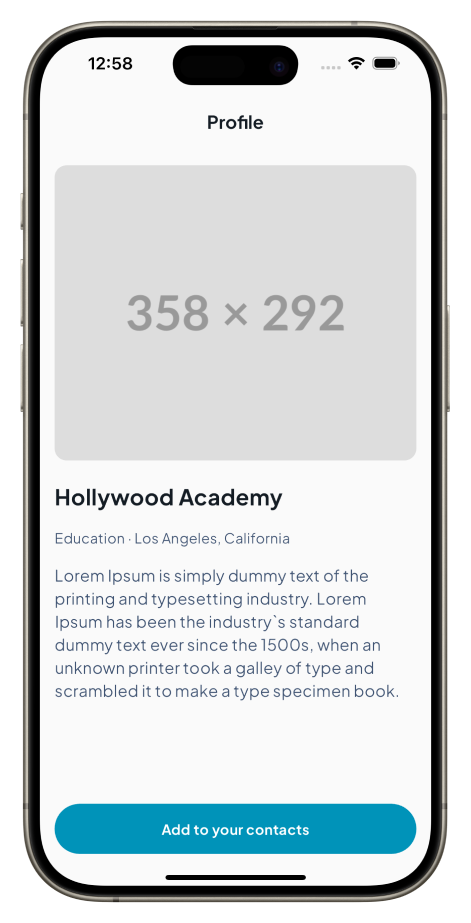 12:58
Profile
358 × 292
Hollywood Academy
Education · Los Angeles, California
Lorem Ipsum is simply dummy text of the
printing and typesetting industry. Lorem
Ipsum has been the industry`s standard
dummy text ever since the 1500s, when an
unknown printer took a galley of type and
scrambled it to make a type specimen book.
Add to your contacts